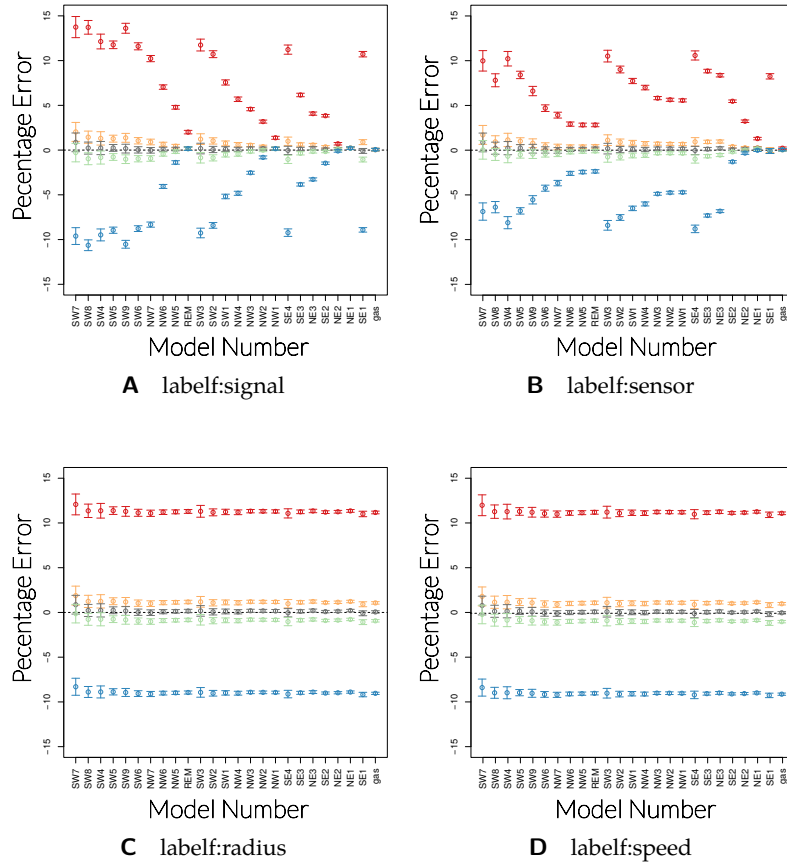 Pecentage Error
15
10
5
0
−5
−10
−15
SW7 SW8 SW4 SW5 SW9 SW6 NW7 NW6 NW5 REM SW3 SW2 SW1 NW4 NW3 NW2 NW1 SE4 SE3 NE3 SE2 NE2 NE1 SE1 gas
Model Number
A labelf:signal
Pecentage Error
15
10
5
0
−5
−10
−15
SW7 SW8 SW4 SW5 SW9 SW6 NW7 NW6 NW5 REM SW3 SW2 SW1 NW4 NW3 NW2 NW1 SE4 SE3 NE3 SE2 NE2 NE1 SE1 gas
Model Number
B labelf:sensor
Pecentage Error
15
10
5
0
−5
−10
−15
SW7 SW8 SW4 SW5 SW9 SW6 NW7 NW6 NW5 REM SW3 SW2 SW1 NW4 NW3 NW2 NW1 SE4 SE3 NE3 SE2 NE2 NE1 SE1 gas
Model Number
C labelf:radius
Pecentage Error
15
10
5
0
−5
−10
−15
SW7 SW8 SW4 SW5 SW9 SW6 NW7 NW6 NW5 REM SW3 SW2 SW1 NW4 NW3 NW2 NW1 SE4 SE3 NE3 SE2 NE2 NE1 SE1 gas
Model Number
D labelf:speed